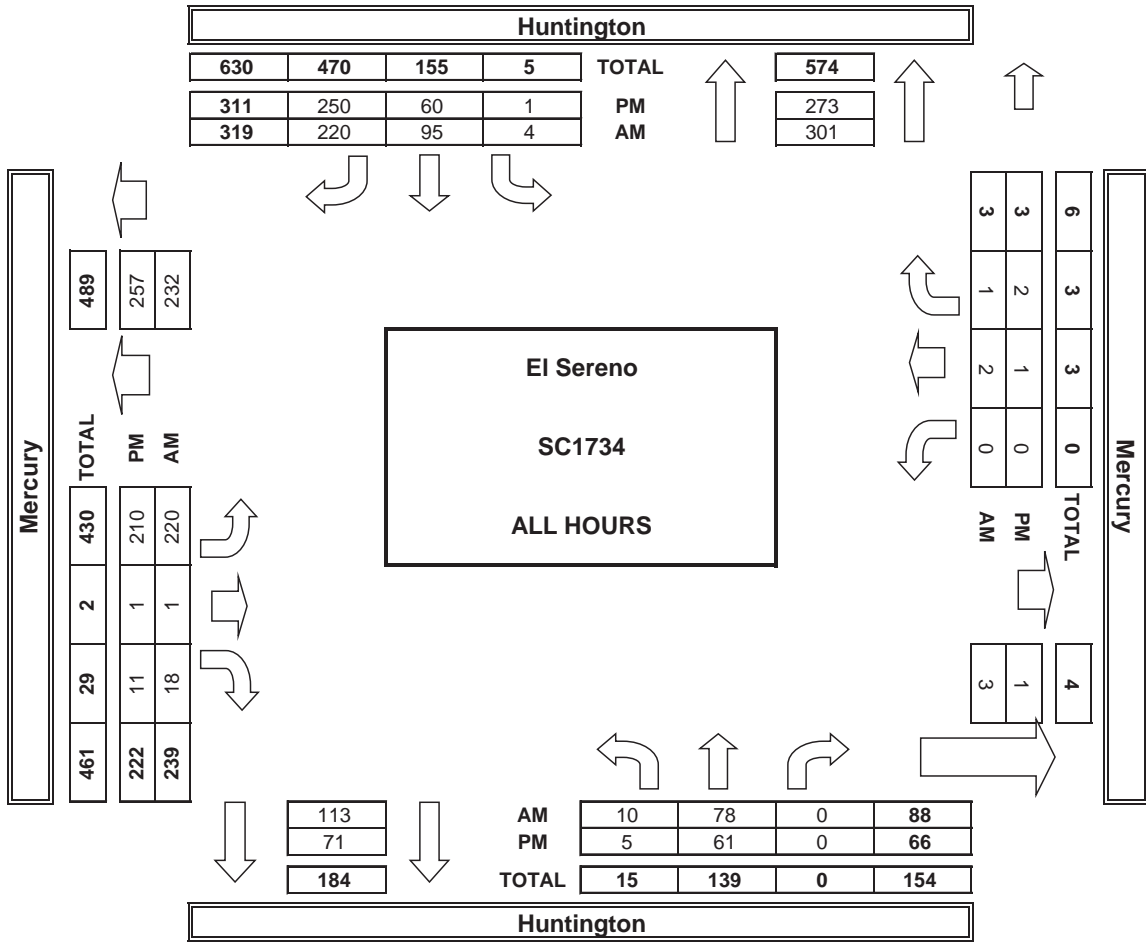 Huntington
630 470 155 5 TOTAL 574
311 250 60 1 PM 273
319 220 95 4 AM 301
Mercury
489 257 232
TOTAL PM AM
430 210 220
2 1 1
29 11 18
461 222 239
El Sereno
SC1734
ALL HOURS
3 3 6
1 2 3
2 1 3
0 0 0
AM PM TOTAL
3 1 4
Mercury
113 AM 10 78 0 88
71 PM 5 61 0 66
184 TOTAL 15 139 0 154
Huntington